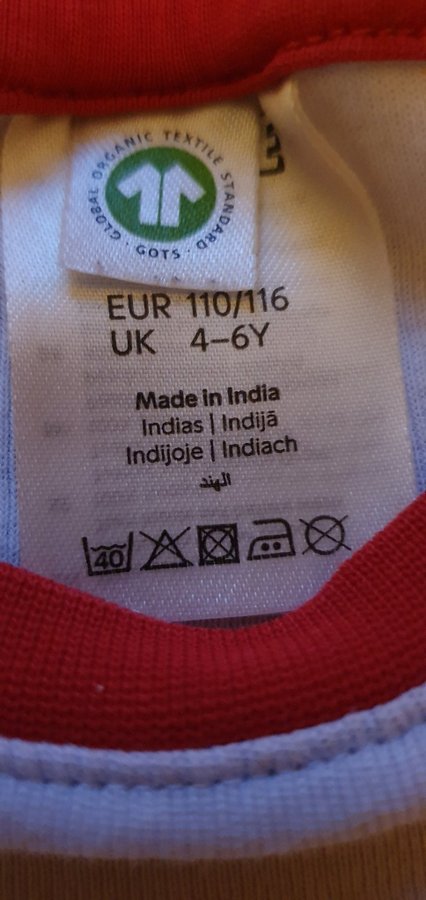 GLOBAL ORGANIC TEXTILE STANDARD
· GOTS ·
EUR 110/116
UK 4–6Y
Made in India
Indias | Indijā
Indijoje | Indiach
الهند
40